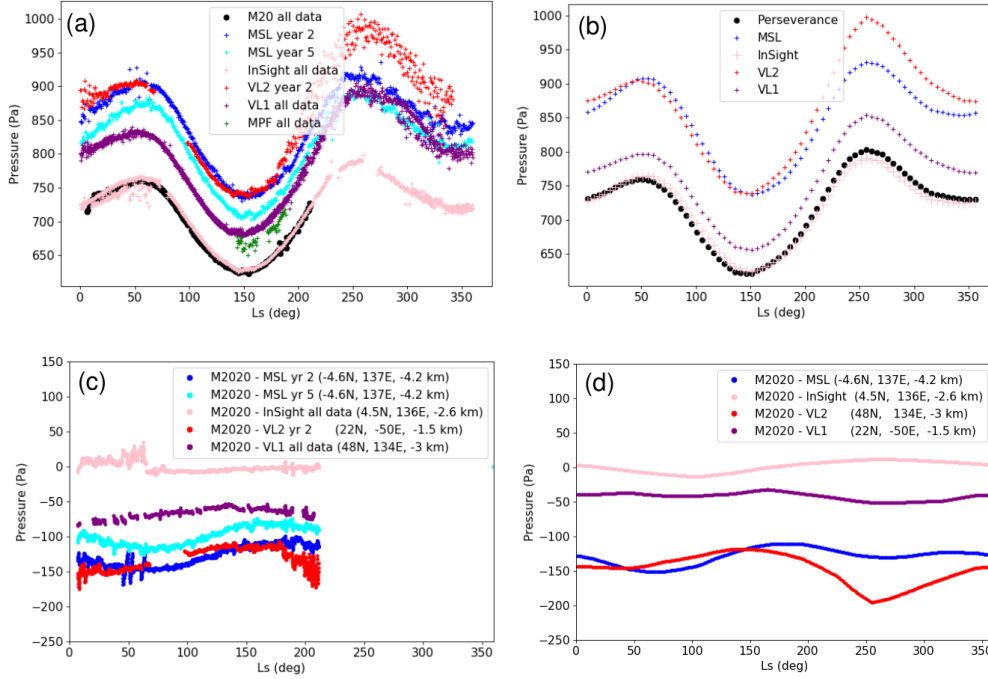 (a)
M20 all data
MSL year 2
MSL year 5
InSight all data
VL2 year 2
VL1 all data
MPF all data
1000
950
900
850
800
750
700
650
Pressure (Pa)
0 50 100 150 200 250 300 350
Ls (deg)
(b)
Perseverance
MSL
InSight
VL2
VL1
1000
950
900
850
800
750
700
650
Pressure (Pa)
0 50 100 150 200 250 300 350
Ls (deg)
(c)
M2020 - MSL yr 2 (-4.6N, 137E, -4.2 km)
M2020 - MSL yr 5 (-4.6N, 137E, -4.2 km)
M2020 - InSight all data (4.5N, 136E, -2.6 km)
M2020 - VL2 yr 2 (22N, -50E, -1.5 km)
M2020 - VL1 all data (48N, 134E, -3 km)
150
100
50
0
−50
−100
−150
−200
−250
Pressure (Pa)
0 50 100 150 200 250 300 350
Ls (deg)
(d)
M2020 - MSL (-4.6N, 137E, -4.2 km)
M2020 - InSight (4.5N, 136E, -2.6 km)
M2020 - VL2 (48N, 134E, -3 km)
M2020 - VL1 (22N, -50E, -1.5 km)
150
100
50
0
−50
−100
−150
−200
−250
Pressure (Pa)
0 50 100 150 200 250 300 350
Ls (deg)